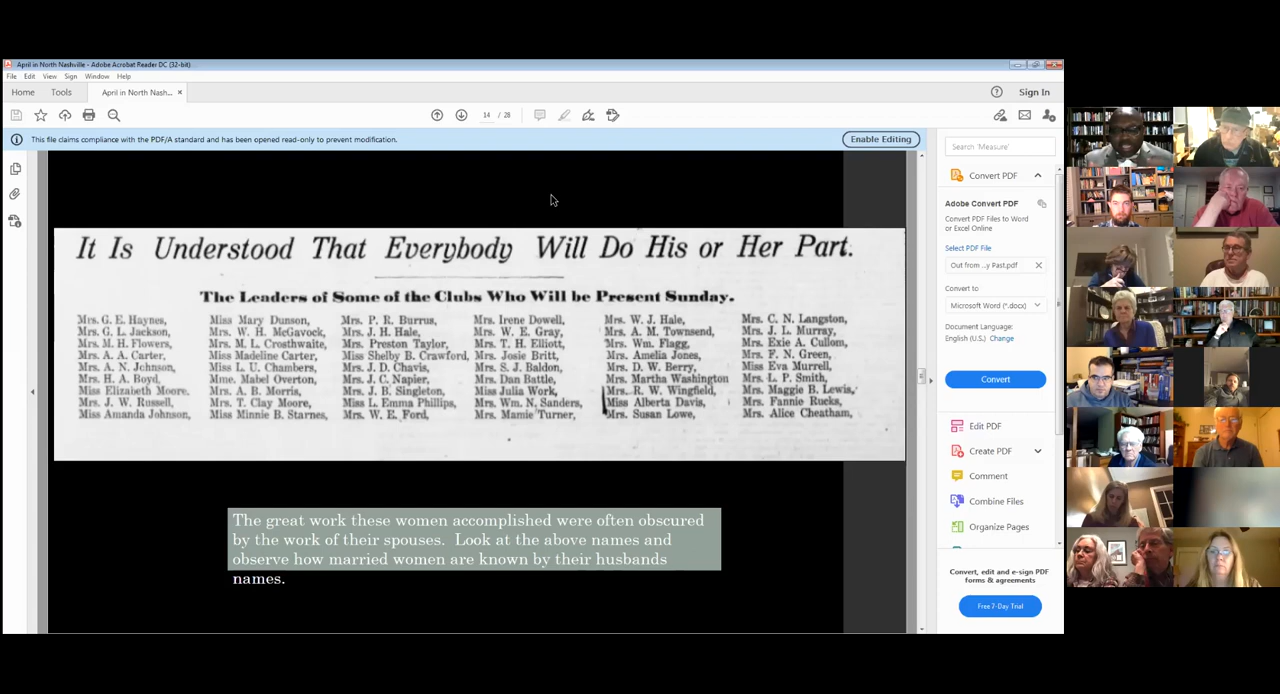 April in North Nashville - Adobe Acrobat Reader DC (32-bit)
File Edit View Sign Window Help
Home Tools April in North Nash... × Sign In
14 / 28
This file claims compliance with the PDF/A standard and has been opened read-only to prevent modification. Enable Editing
It Is Understood That Everybody Will Do His or Her Part.
The Leaders of Some of the Clubs Who Will be Present Sunday.
Mrs. G. E. Haynes,
Mrs. G. L. Jackson,
Mrs. M. H. Flowers,
Mrs. A. A. Carter,
Mrs. A. N. Johnson,
Mrs. H. A. Boyd,
Miss Elizabeth Moore.
Mrs. J. W. Russell,
Miss Amanda Johnson,
Miss Mary Dunson,
Mrs. W. H. McGavock,
Mrs. M. L. Crosthwaite,
Miss Madeline Carter,
Miss L. U. Chambers,
Mme. Mabel Overton,
Mrs. A. B. Morris,
Mrs. T. Clay Moore,
Miss Minnie B. Starnes,
Mrs. P. R. Burrus,
Mrs. J. H. Hale,
Mrs. Preston Taylor,
Miss Shelby B. Crawford,
Mrs. J. D. Chavis,
Mrs. J. C. Napier,
Mrs. J. B. Singleton,
Miss L. Emma Phillips,
Mrs. W. E. Ford,
Mrs. Irene Dowell,
Mrs. W. E. Gray,
Mrs. T. H. Elliott,
Mrs. Josie Britt,
Mrs. S. J. Baldon,
Mrs. Dan Battle,
Miss Julia Work,
Mrs. Wm. N. Sanders,
Mrs. Mamie Turner,
Mrs. W. J. Hale,
Mrs. A. M. Townsend,
Mrs. Wm. Flagg,
Mrs. Amelia Jones,
Mrs. D. W. Berry,
Mrs. Martha Washington
Mrs. R. W. Wingfield,
Miss Alberta Davis,
Mrs. Susan Lowe,
Mrs. C. N. Langston,
Mrs. J. L. Murray,
Mrs. Exie A. Cullom,
Mrs. F. N. Green,
Miss Eva Murrell,
Mrs. L. P. Smith,
Mrs. Maggie B. Lewis,
Mrs. Fannie Rucks,
Mrs. Alice Cheatham,
The great work these women accomplished were often obscured
by the work of their spouses. Look at the above names and
observe how married women are known by their husbands
names.
Search 'Measure'
Convert PDF
Adobe Convert PDF
Convert PDF Files to Word
or Excel Online
Select PDF File
Out from ...y Past.pdf
Convert to
Microsoft Word (*.docx)
Document Language:
English (U.S.) Change
Convert
Edit PDF
Create PDF
Comment
Combine Files
Organize Pages
Convert, edit and e-sign PDF
forms & agreements
Free 7-Day Trial